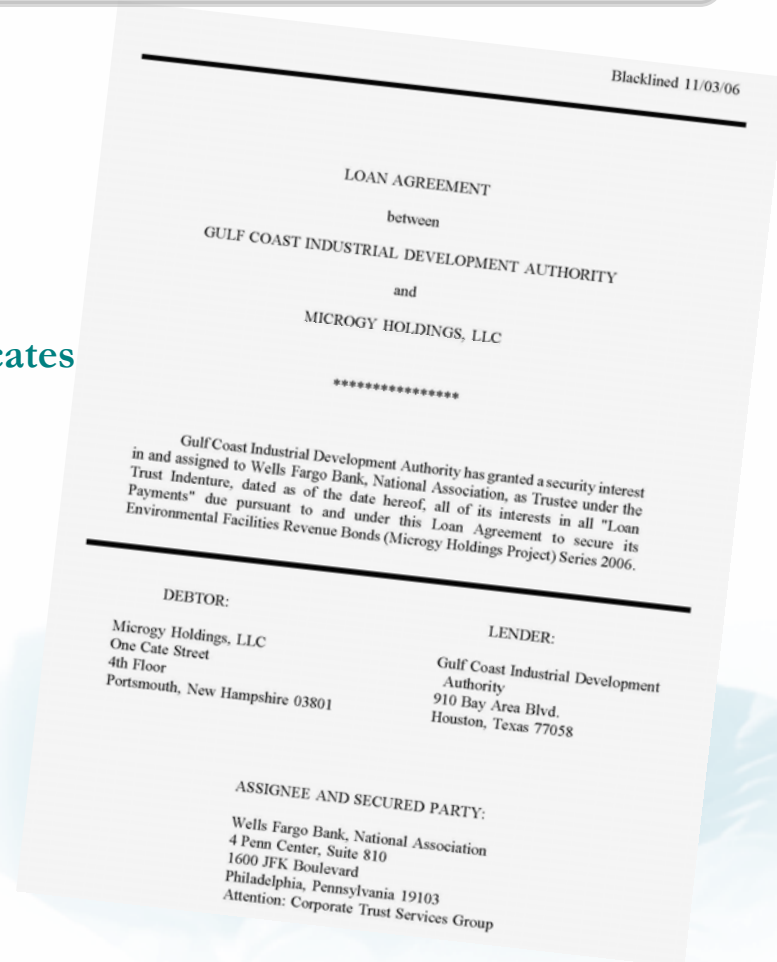 Blacklined 11/03/06
LOAN AGREEMENT
between
GULF COAST INDUSTRIAL DEVELOPMENT AUTHORITY
and
MICROGY HOLDINGS, LLC
cates
****************
Gulf Coast Industrial Development Authority has granted a security interest
in and assigned to Wells Fargo Bank, National Association, as Trustee under the
Trust Indenture, dated as of the date hereof, all of its interests in all "Loan
Payments" due pursuant to and under this Loan Agreement to secure its
Environmental Facilities Revenue Bonds (Microgy Holdings Project) Series 2006.
DEBTOR:
Microgy Holdings, LLC
One Cate Street
4th Floor
Portsmouth, New Hampshire 03801
LENDER:
Gulf Coast Industrial Development
Authority
910 Bay Area Blvd.
Houston, Texas 77058
ASSIGNEE AND SECURED PARTY:
Wells Fargo Bank, National Association
4 Penn Center, Suite 810
1600 JFK Boulevard
Philadelphia, Pennsylvania 19103
Attention: Corporate Trust Services Group